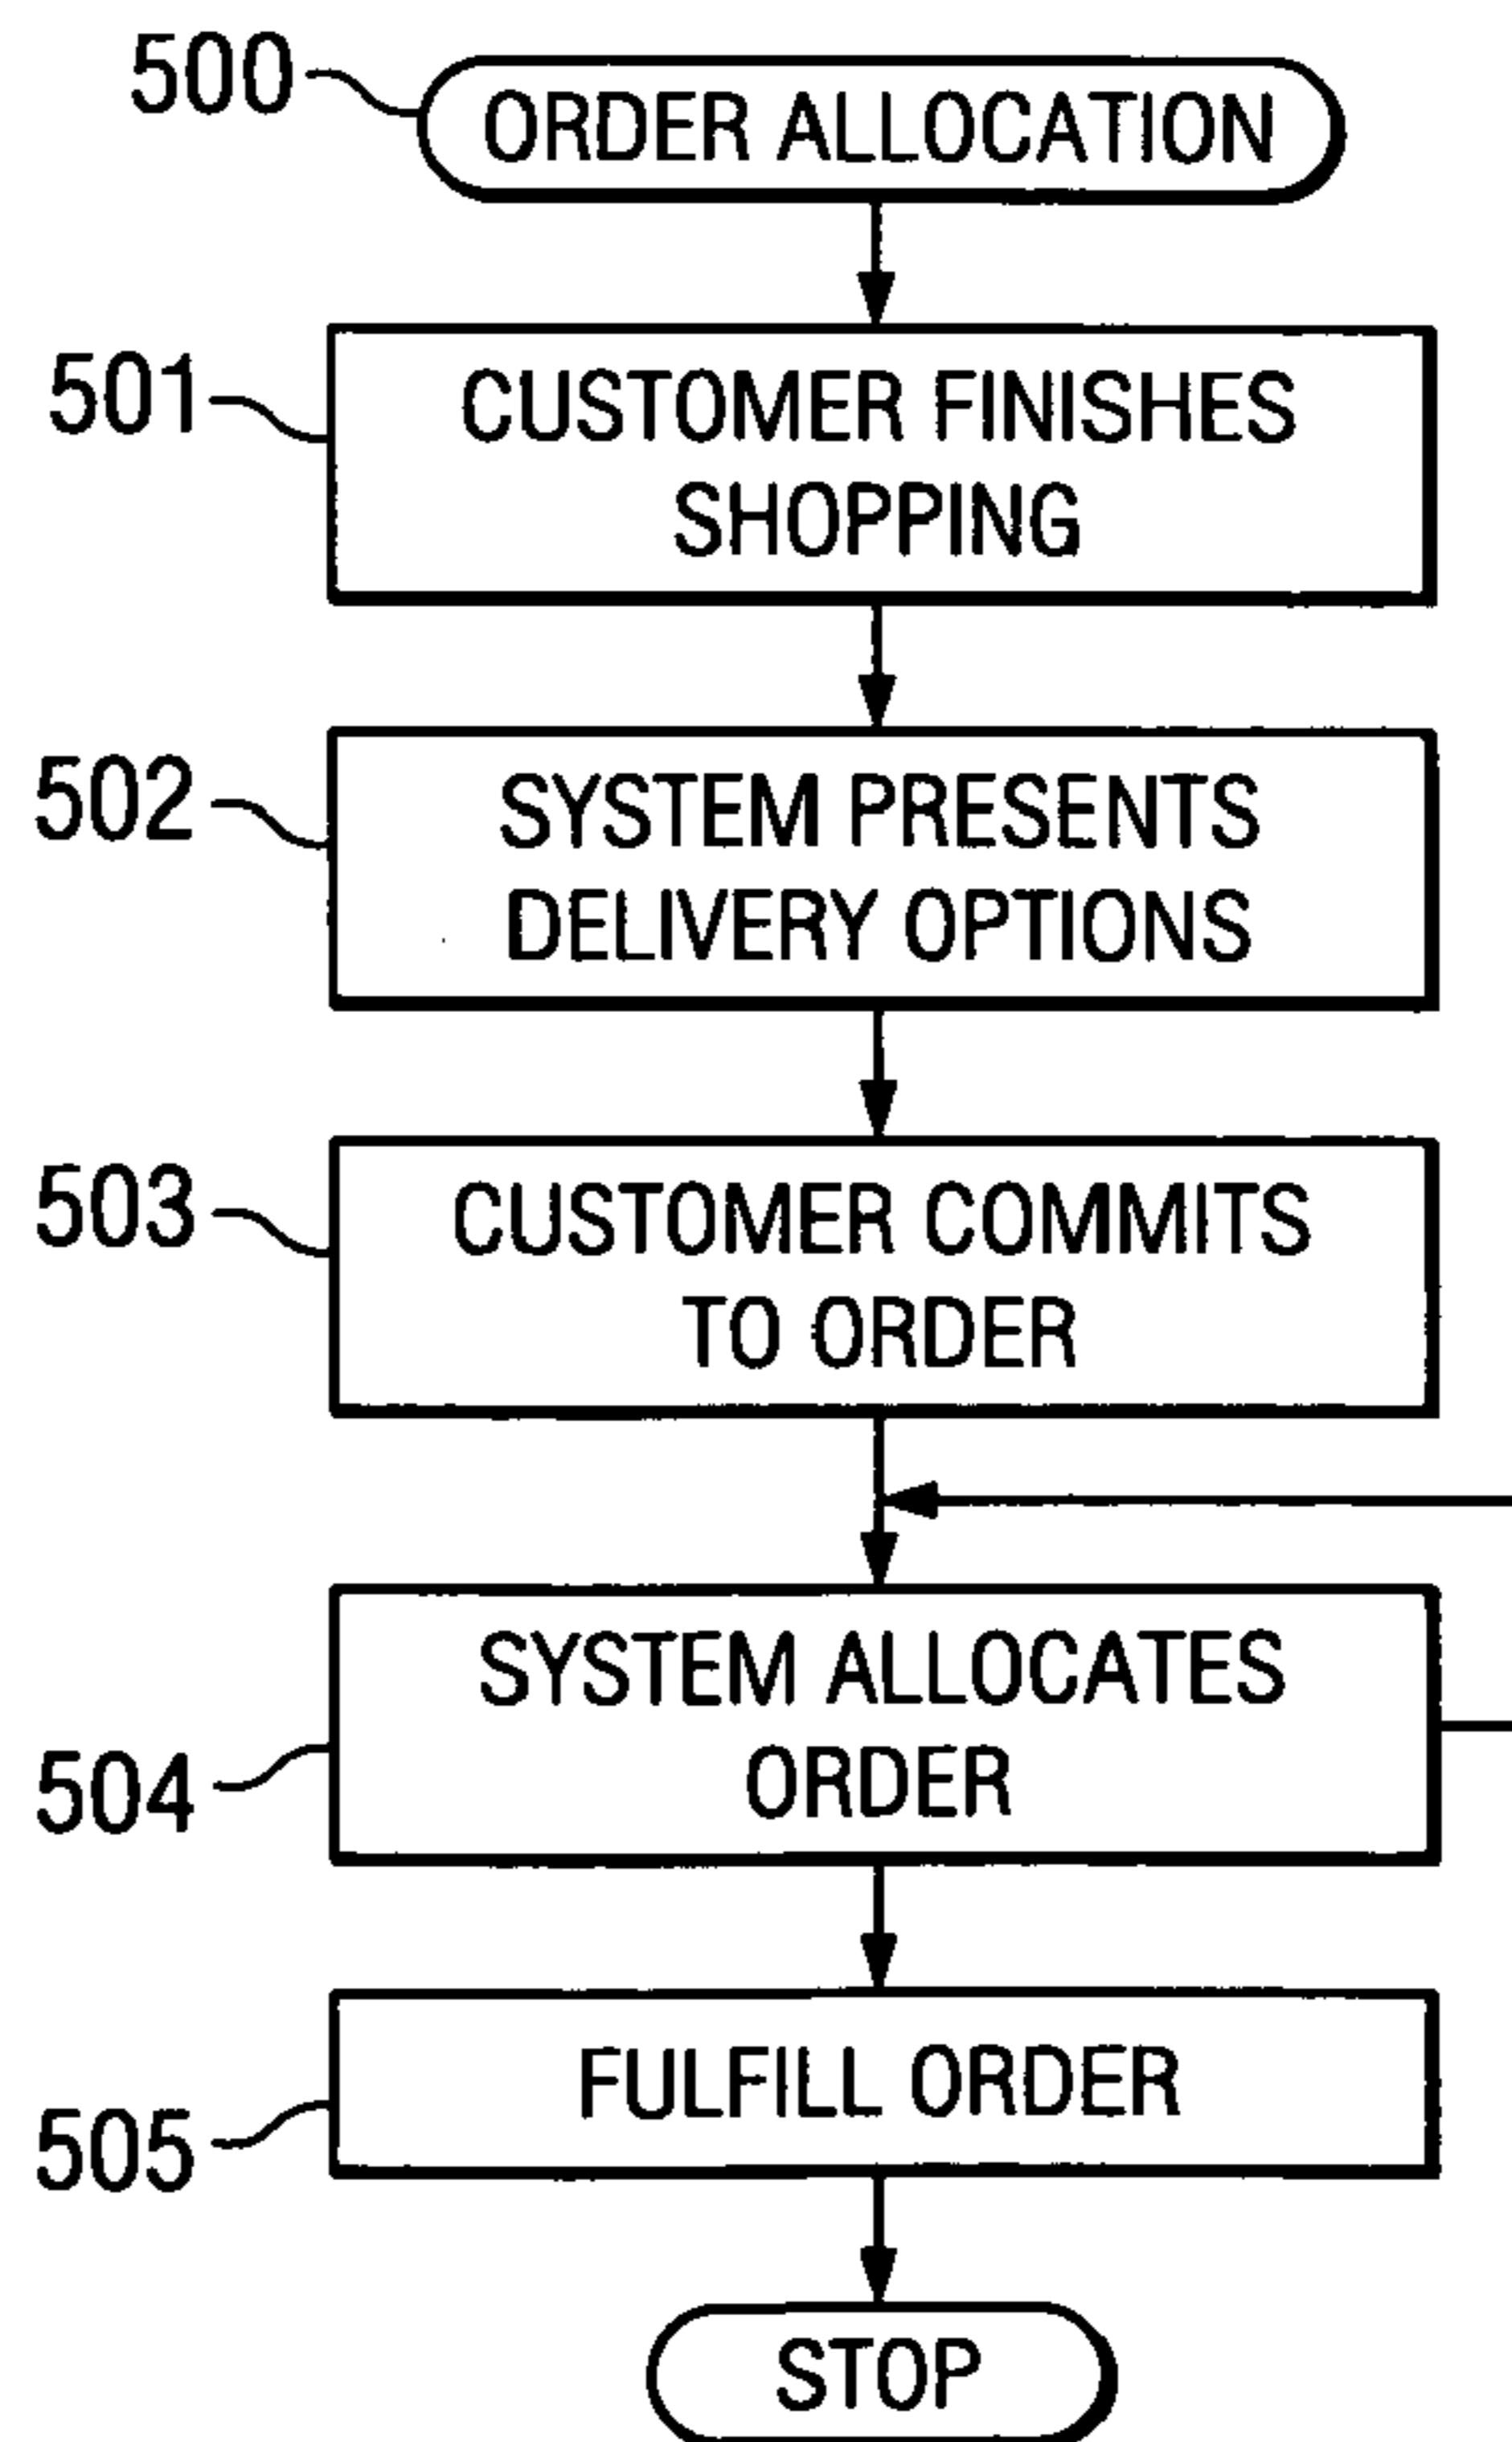 500
ORDER ALLOCATION
501
CUSTOMER FINISHES
SHOPPING
502
SYSTEM PRESENTS
DELIVERY OPTIONS
503
CUSTOMER COMMITS
TO ORDER
504
SYSTEM ALLOCATES
ORDER
505
FULFILL ORDER
STOP